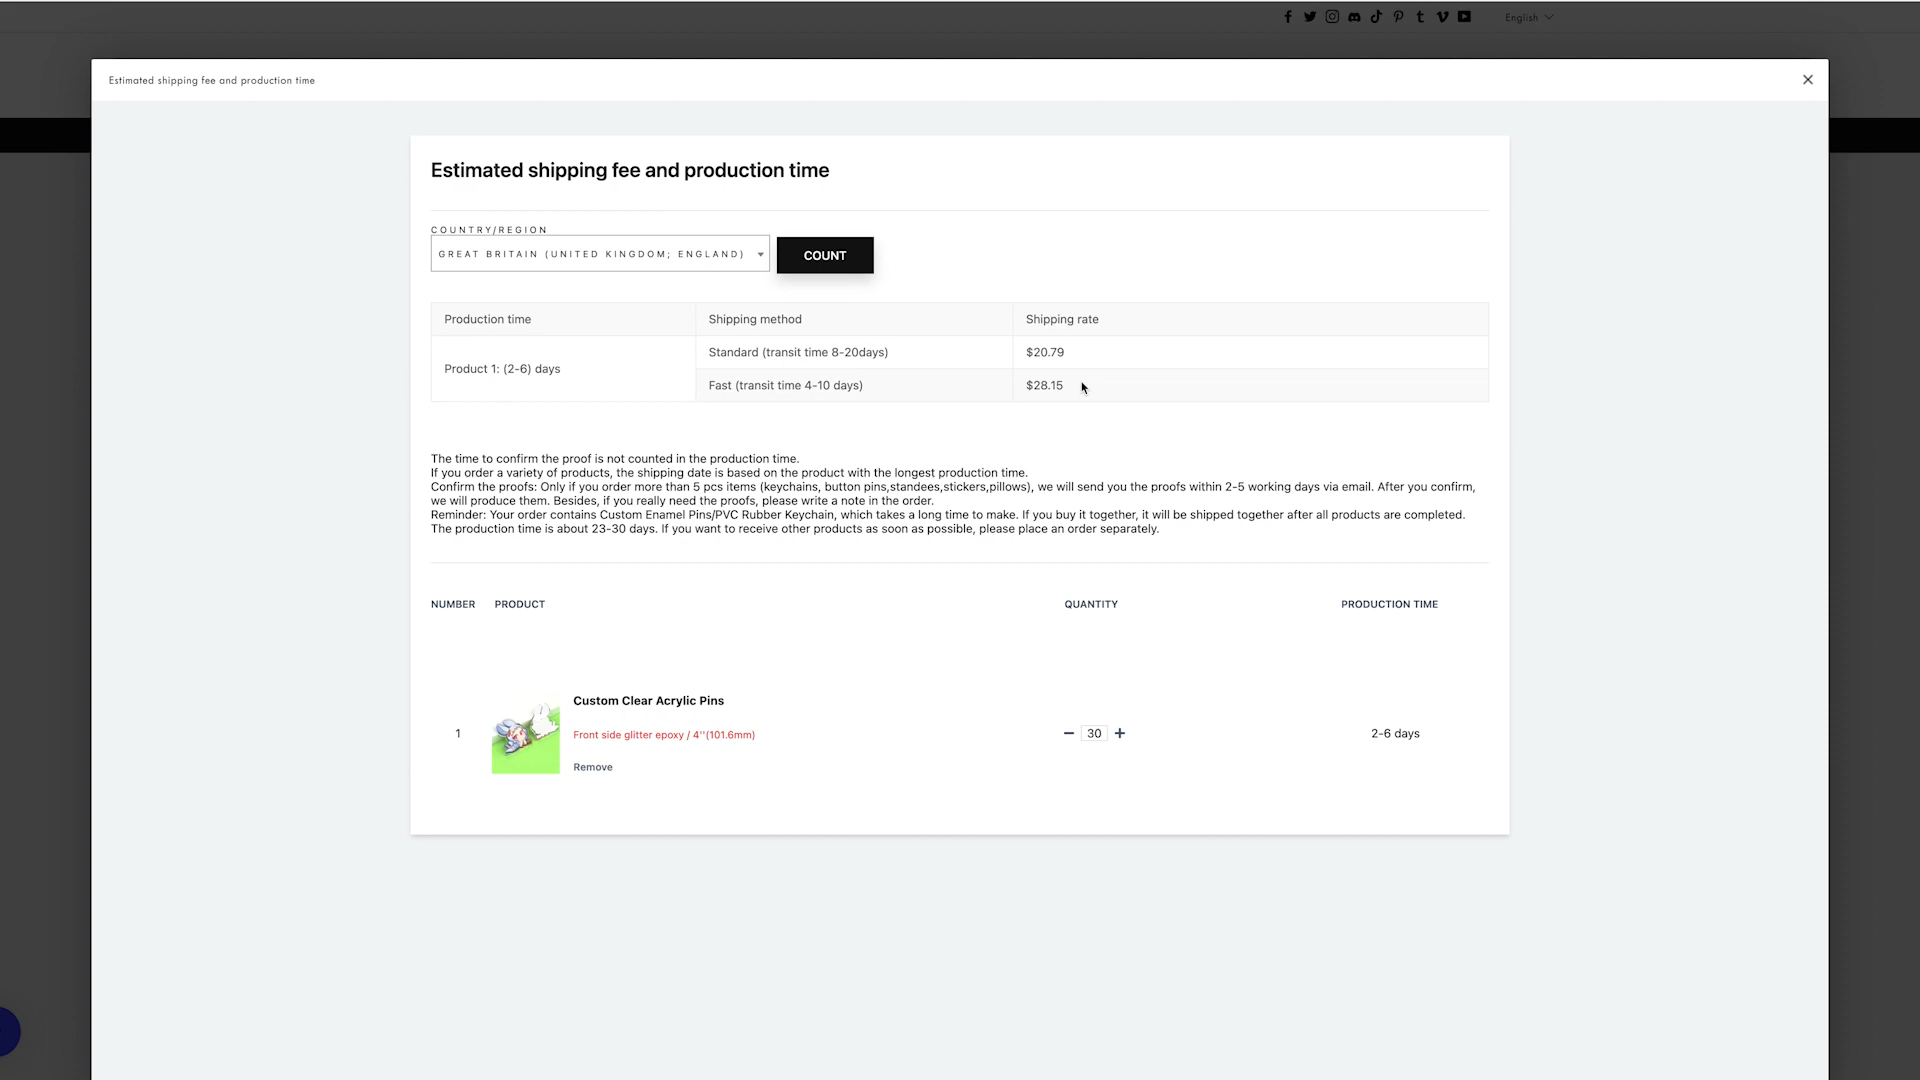 English
Estimated shipping fee and production time
Estimated shipping fee and production time
COUNTRY/REGION
GREAT BRITAIN (UNITED KINGDOM; ENGLAND)
COUNT
Production time
Shipping method
Shipping rate
Product 1: (2-6) days
Standard (transit time 8-20days)
$20.79
Fast (transit time 4-10 days)
$28.15
The time to confirm the proof is not counted in the production time.
If you order a variety of products, the shipping date is based on the product with the longest production time.
Confirm the proofs: Only if you order more than 5 pcs items (keychains, button pins,standees,stickers,pillows), we will send you the proofs within 2-5 working days via email. After you confirm,
we will produce them. Besides, if you really need the proofs, please write a note in the order.
Reminder: Your order contains Custom Enamel Pins/PVC Rubber Keychain, which takes a long time to make. If you buy it together, it will be shipped together after all products are completed.
The production time is about 23-30 days. If you want to receive other products as soon as possible, please place an order separately.
NUMBER
PRODUCT
QUANTITY
PRODUCTION TIME
1
Custom Clear Acrylic Pins
Front side glitter epoxy / 4''(101.6mm)
Remove
30
2-6 days